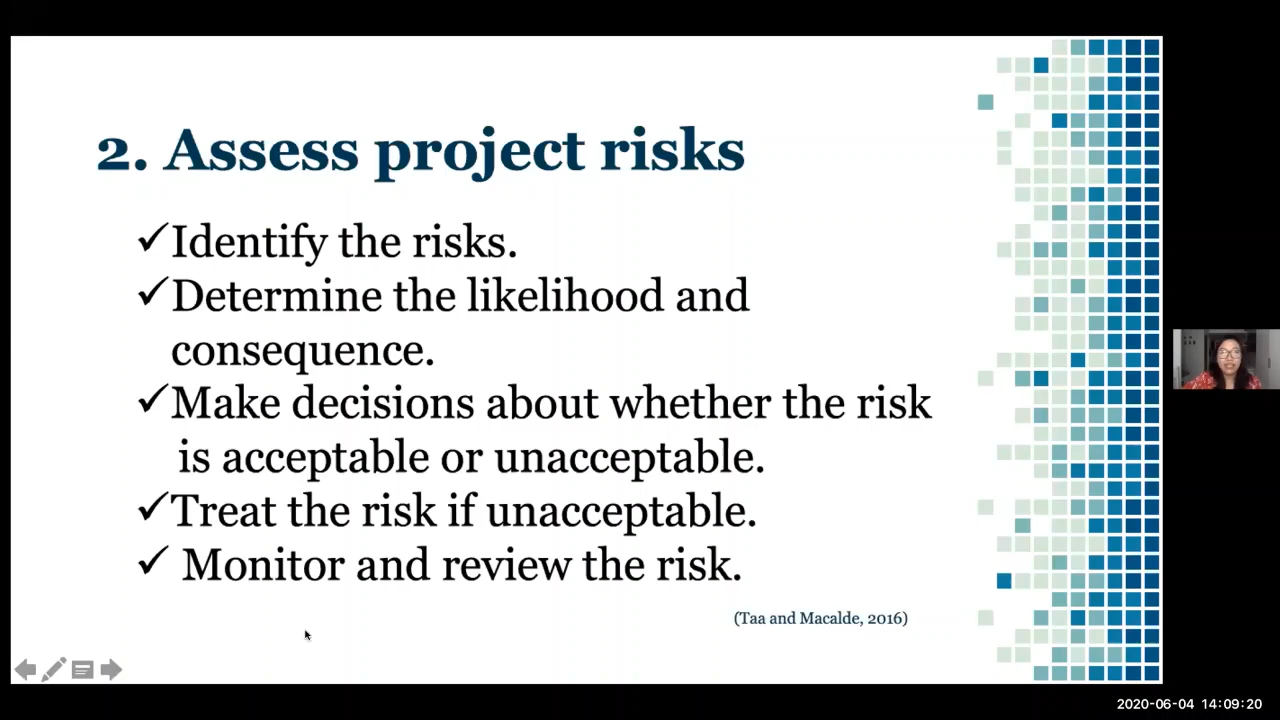 2. Assess project risks
✓Identify the risks.
✓Determine the likelihood and
consequence.
✓Make decisions about whether the risk
is acceptable or unacceptable.
✓Treat the risk if unacceptable.
✓ Monitor and review the risk.
(Taa and Macalde, 2016)
2020-06-04 14:09:20